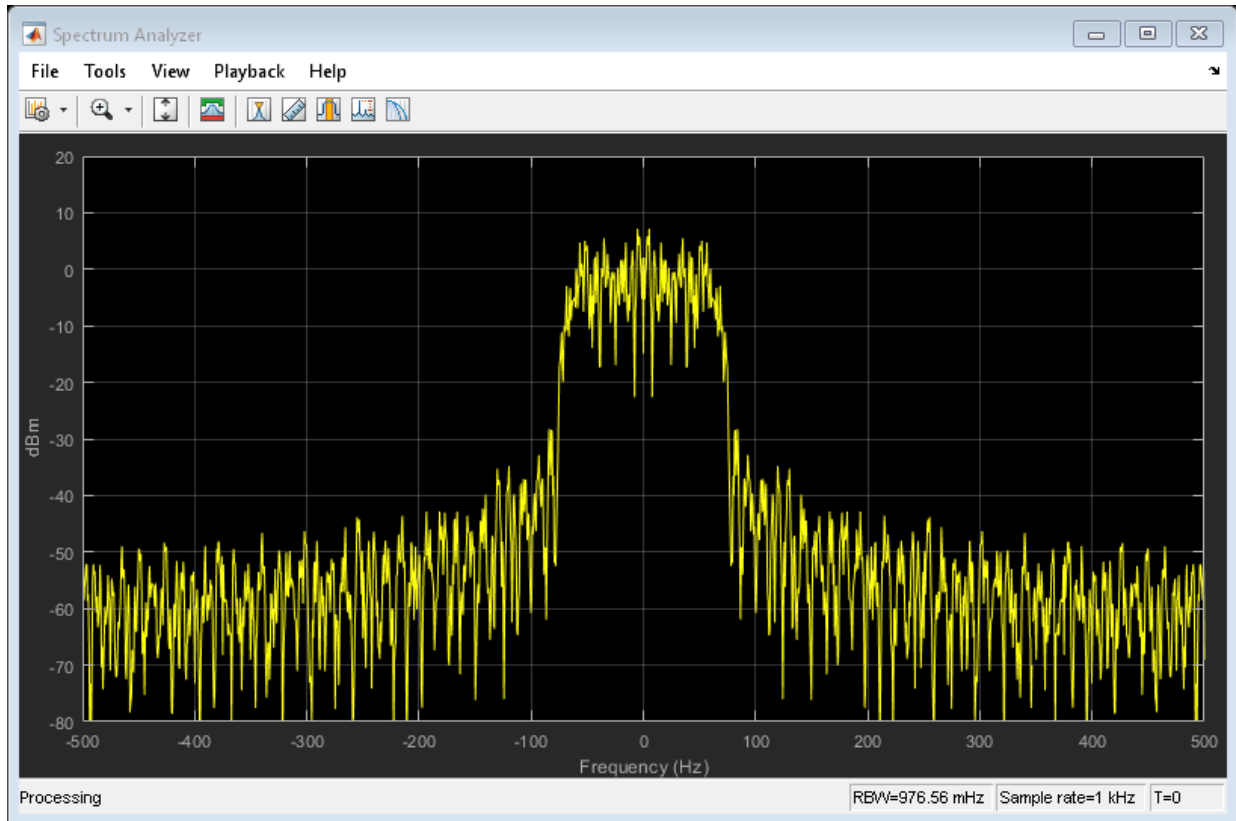 Spectrum Analyzer
File Tools View Playback Help
20
10
0
-10
-20
-30
-40
-50
-60
-70
-80
dBm
-500 -400 -300 -200 -100 0 100 200 300 400 500
Frequency (Hz)
Processing RBW=976.56 mHz Sample rate=1 kHz T=0